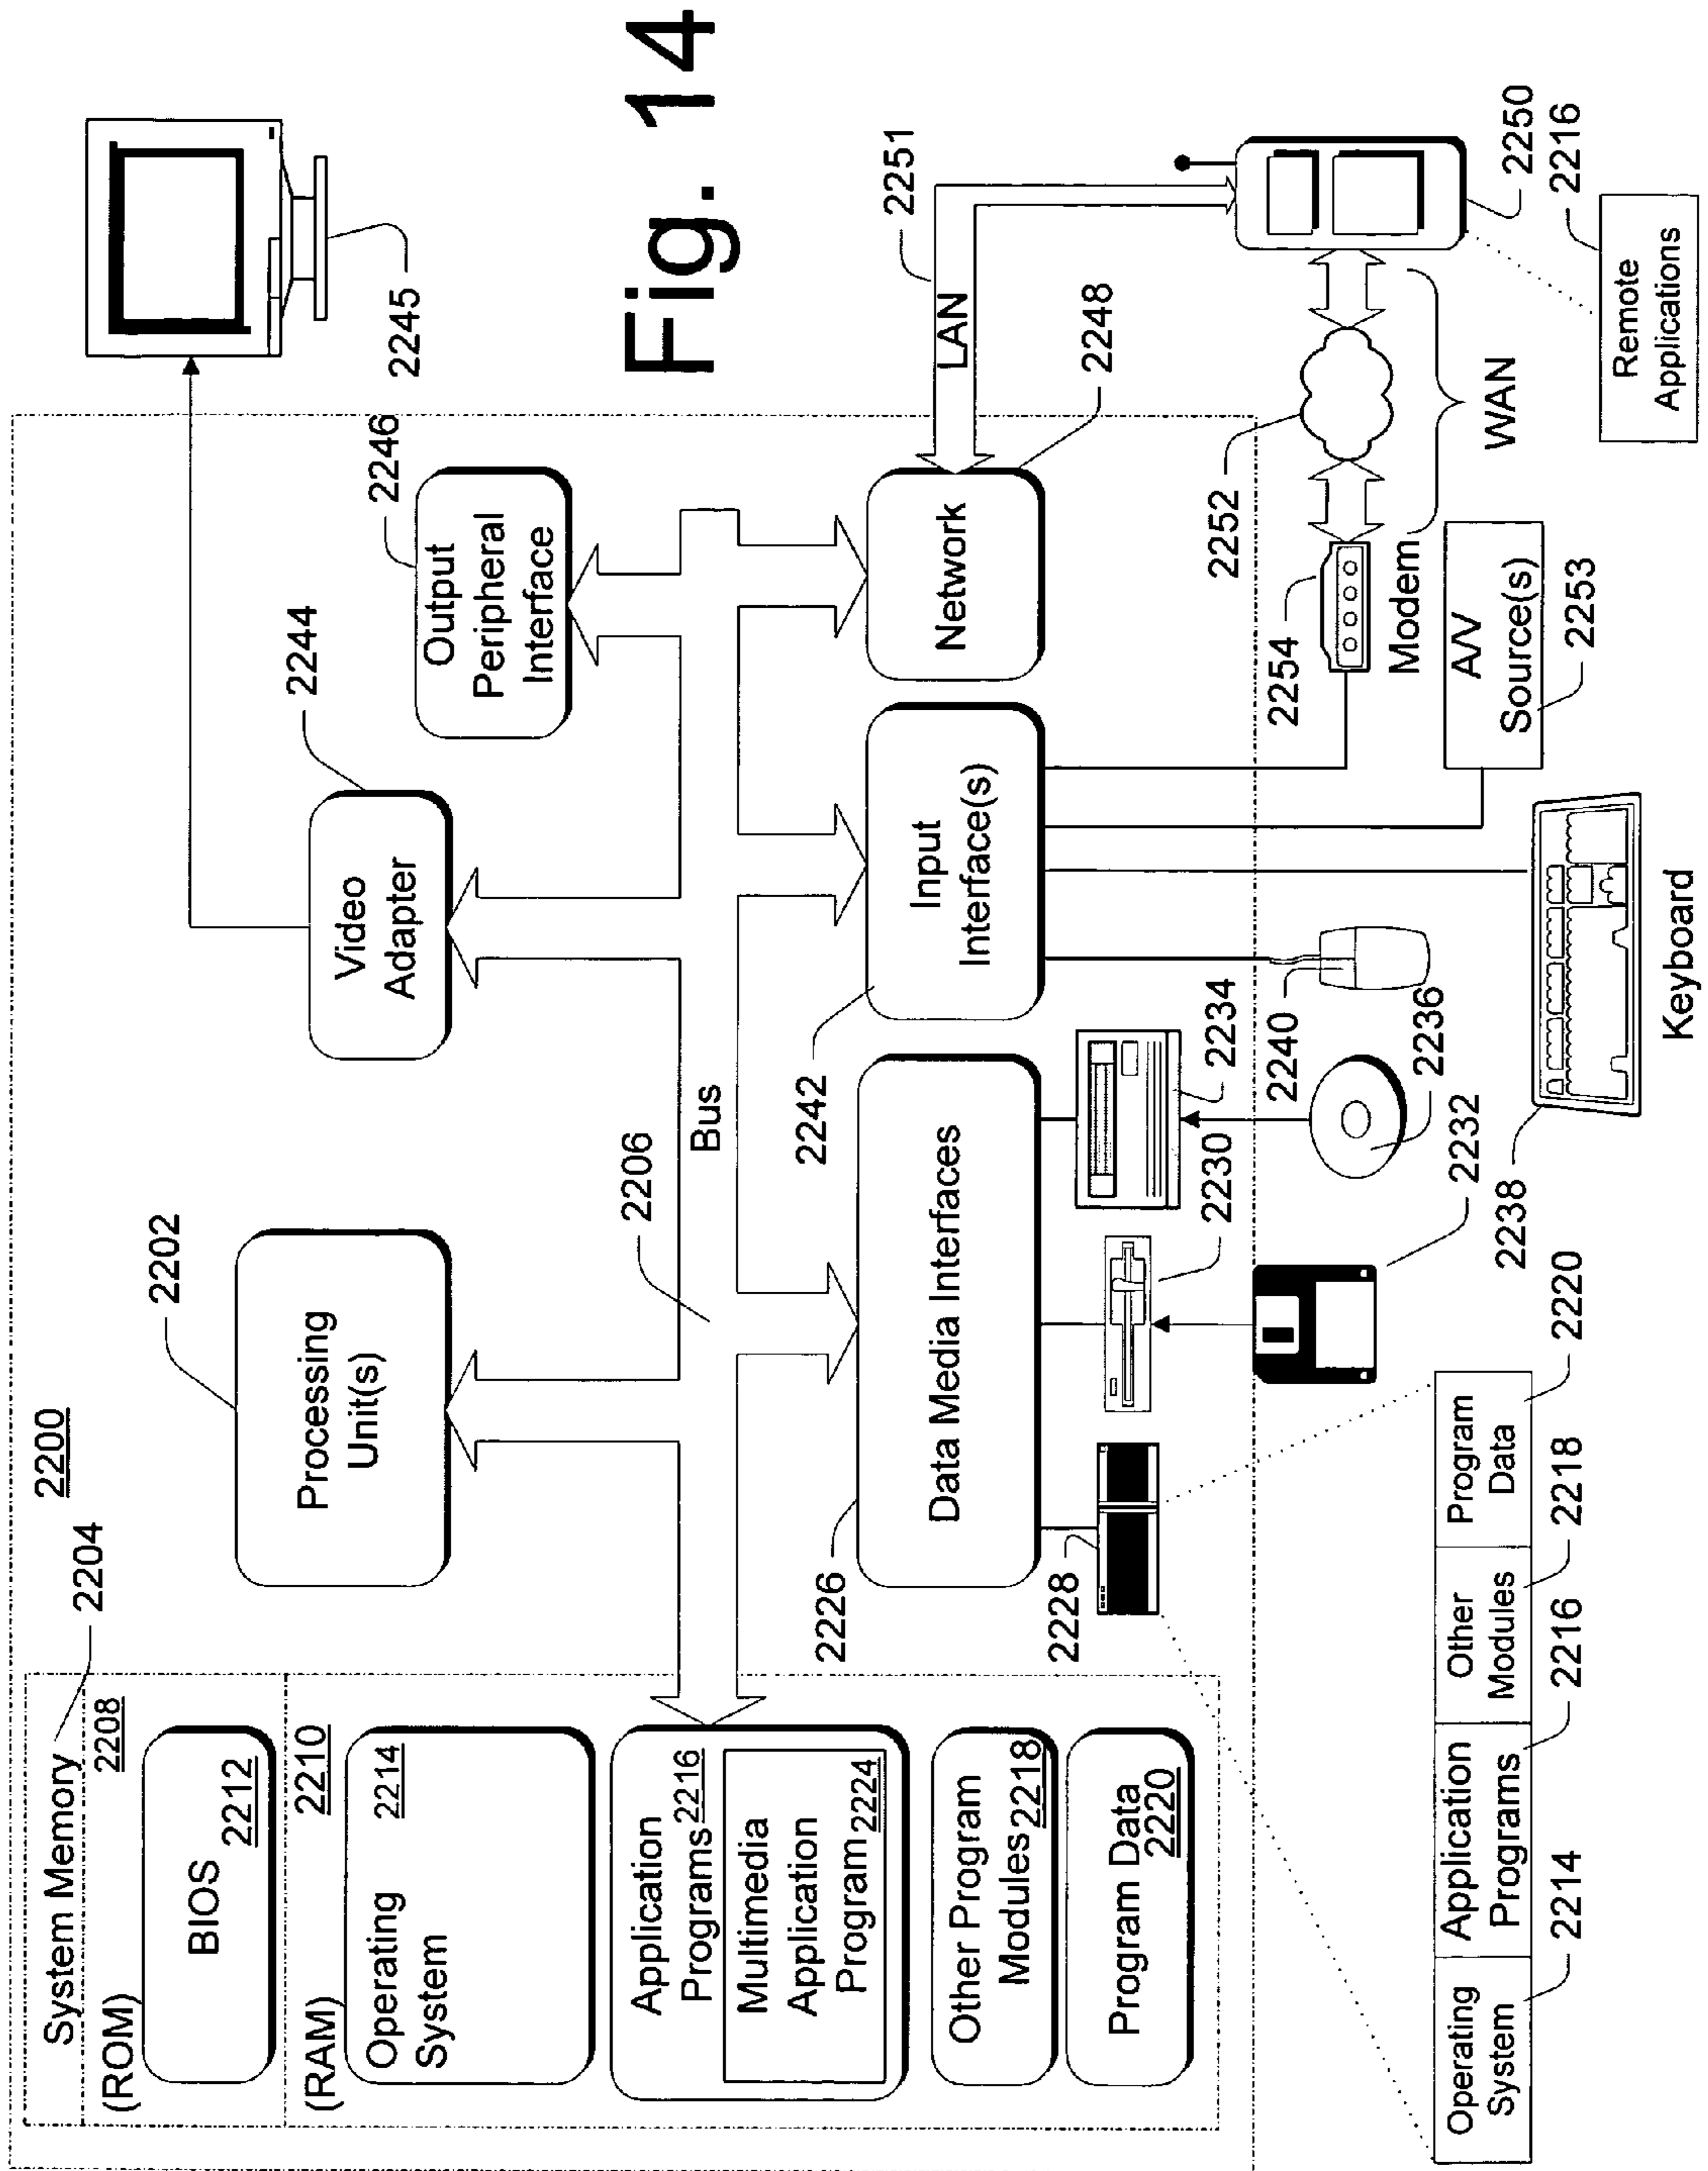 2200
System Memory
2204
(ROM)
2208
BIOS
2212
(RAM)
2210
Operating
System
2214
Application
Programs 2216
Multimedia
Application
Program 2224
Other Program
Modules 2218
Program Data
2220
2202
Processing
Unit(s)
2244
Video
Adapter
2246
Output
Peripheral
Interface
2245
Fig. 14
2206
Bus
2226
Data Media Interfaces
2242
Input
Interface(s)
Network
2248
LAN
2251
2228
2230
2234
2240
2236
2232
2238
Keyboard
2254
Modem
2252
WAN
A/V
Source(s)
2253
2250
2216
Remote
Applications
Operating
System
Application
Programs
Other
Modules
Program
Data
2214
2216
2218
2220